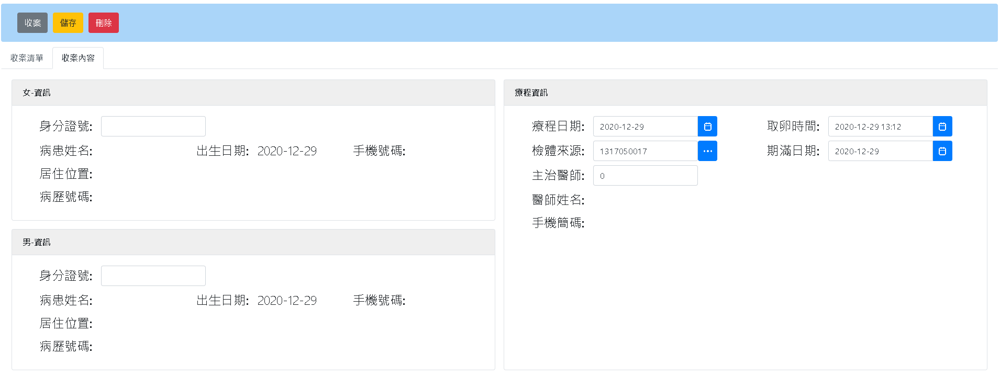 收案 儲存 刪除
收案清單 收案內容
女-資訊
身分證號:
病患姓名: 出生日期: 2020-12-29 手機號碼:
居住位置:
病歷號碼:
男-資訊
身分證號:
病患姓名: 出生日期: 2020-12-29 手機號碼:
居住位置:
病歷號碼:
療程資訊
療程日期: 2020-12-29 取卵時間: 2020-12-29 13:12
檢體來源: 1317050017 ··· 期滿日期: 2020-12-29
主治醫師: 0
醫師姓名:
手機簡碼: